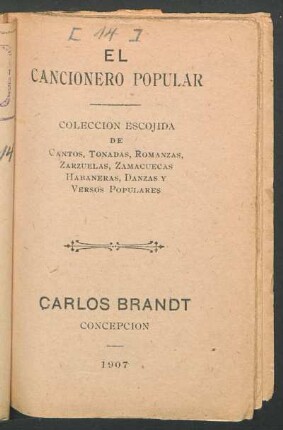 [14]
EL
CANCIONERO POPULAR
COLECCION ESCOJIDA
DE
CANTOS, TONADAS, ROMANZAS,
ZARZUELAS, ZAMACUECAS
HABANERAS, DANZAS Y
VERSOS POPULARES
CARLOS BRANDT
CONCEPCION
1907